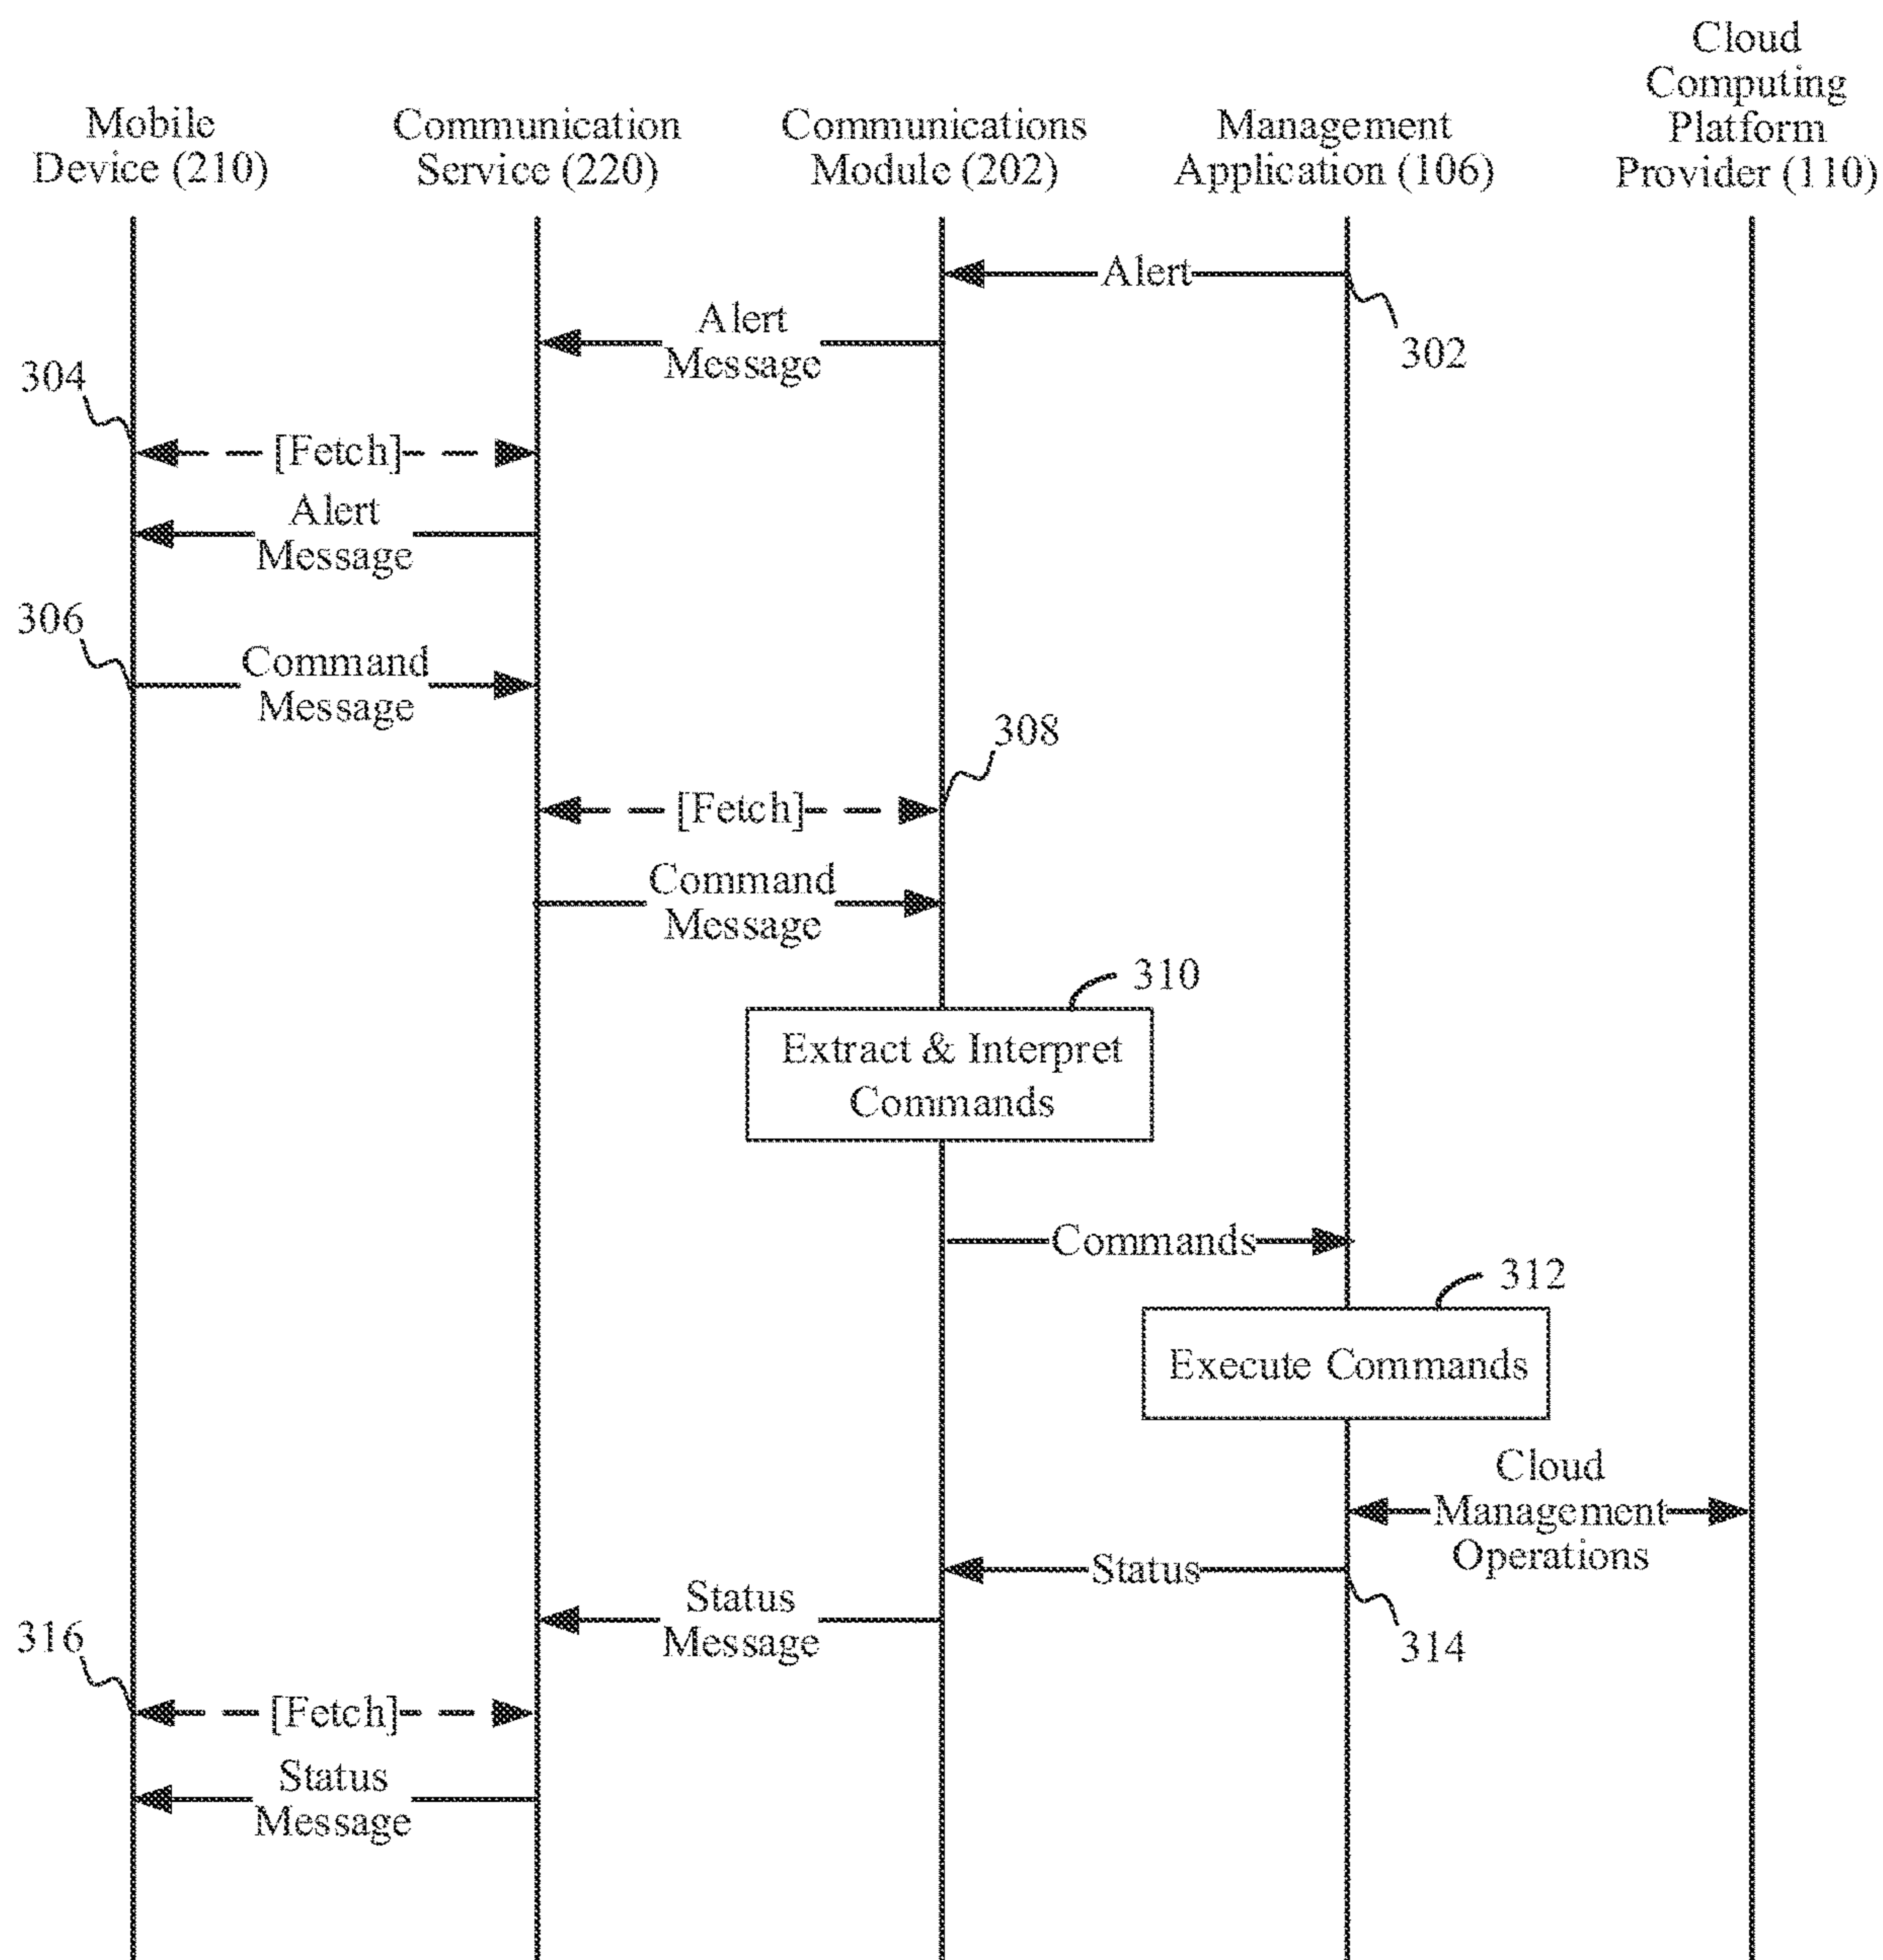 Mobile
Device (210)
Communication
Service (220)
Communications
Module (202)
Management
Application (106)
Cloud
Computing
Platform
Provider (110)
Alert
302
Alert
Message
304
[Fetch]
Alert
Message
306
Command
Message
308
[Fetch]
Command
Message
310
Extract & Interpret
Commands
Commands
312
Execute Commands
Cloud
Management
Operations
Status
314
Status
Message
316
[Fetch]
Status
Message